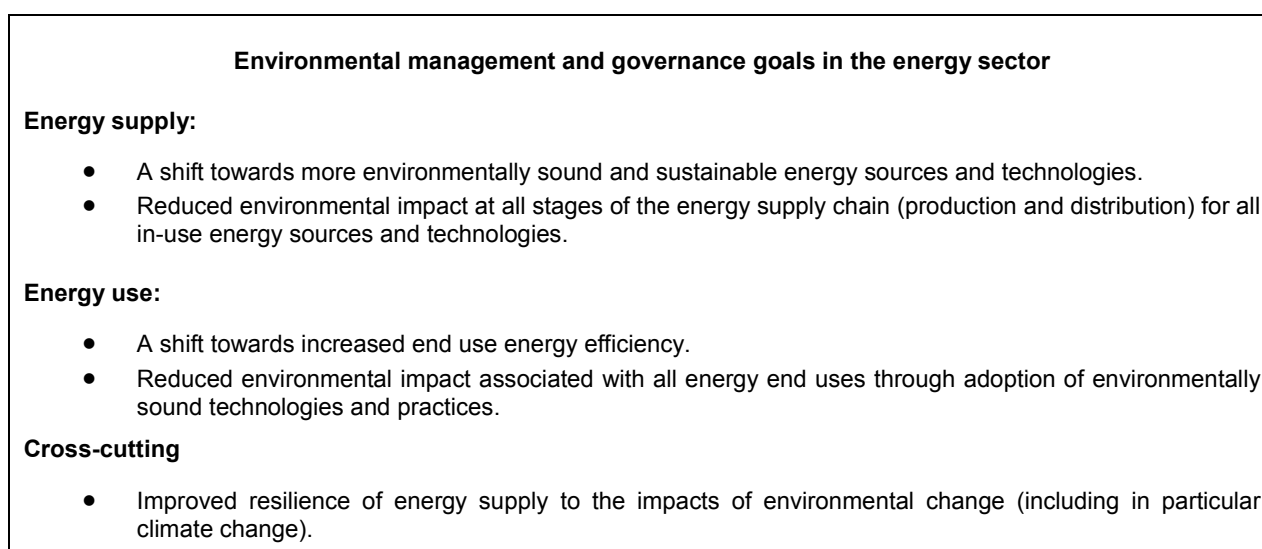 Environmental management and governance goals in the energy sector
Energy supply:
● A shift towards more environmentally sound and sustainable energy sources and technologies.
● Reduced environmental impact at all stages of the energy supply chain (production and distribution) for all
in-use energy sources and technologies.
Energy use:
● A shift towards increased end use energy efficiency.
● Reduced environmental impact associated with all energy end uses through adoption of environmentally
sound technologies and practices.
Cross-cutting
● Improved resilience of energy supply to the impacts of environmental change (including in particular
climate change).